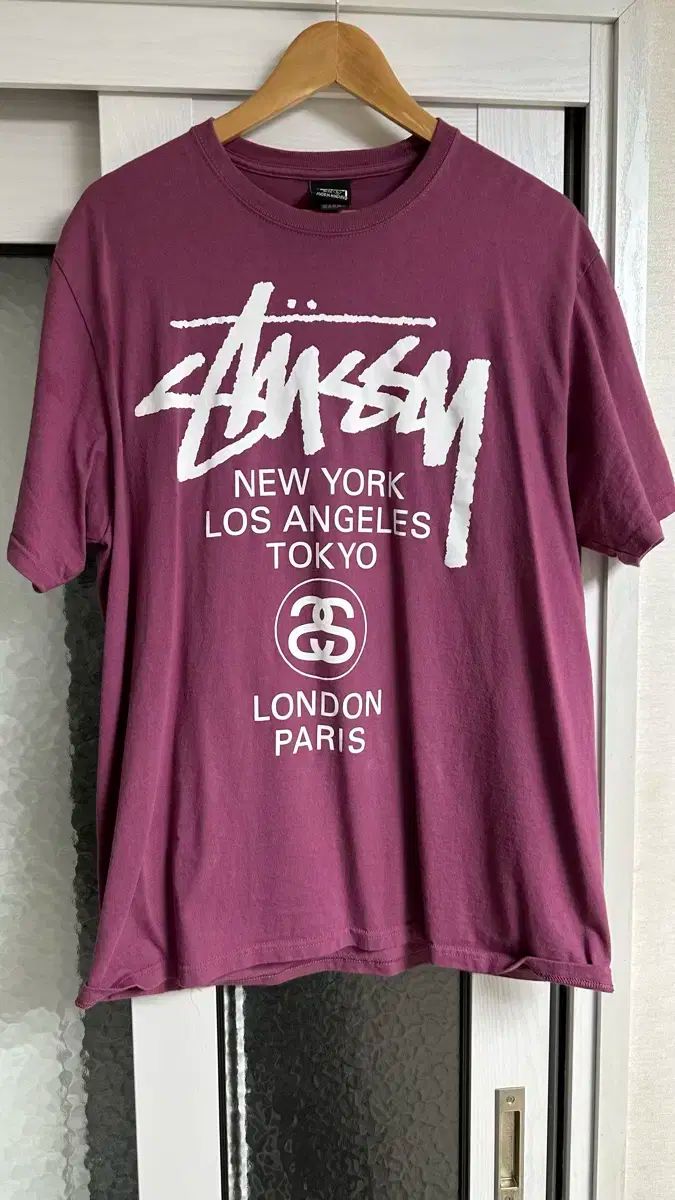 Stüssy
NEW YORK
LOS ANGELES
TOKYO
SS
LONDON
PARIS